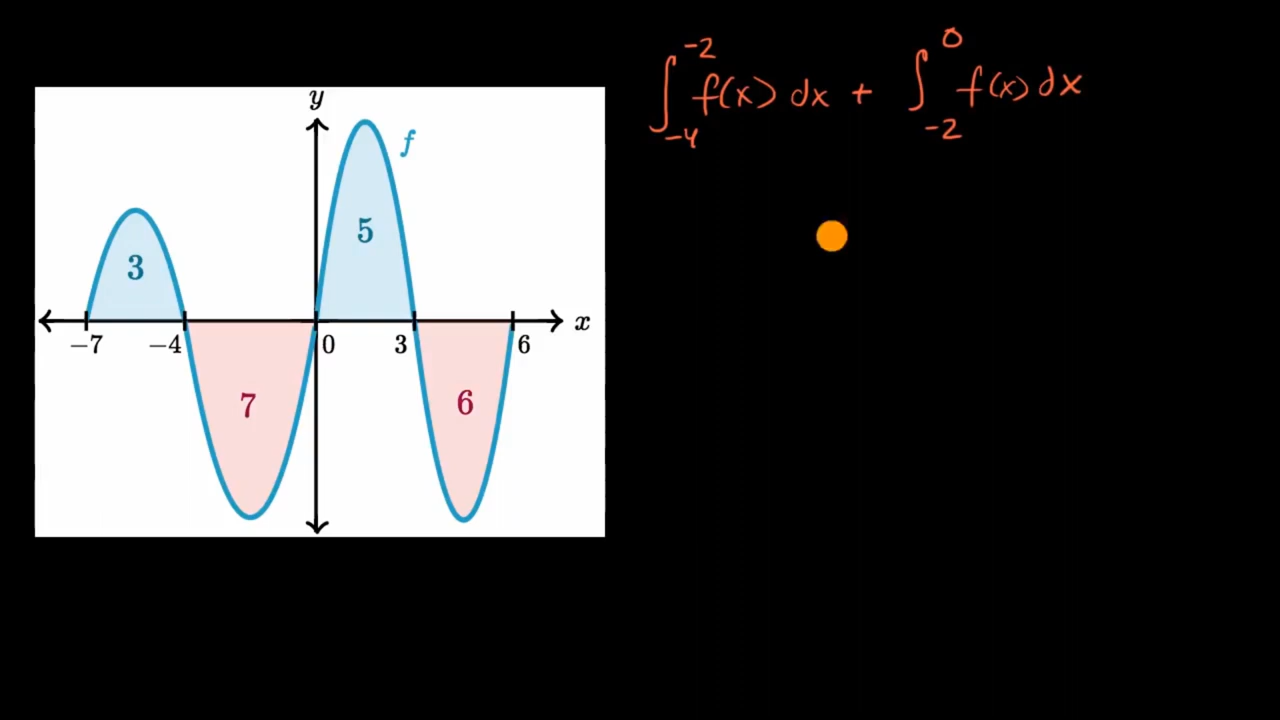 ∫_{-4}^{-2} f(x) dx + ∫_{-2}^{0} f(x) dx
y
f
5
3
−7 −4 0 3 6 x
7 6